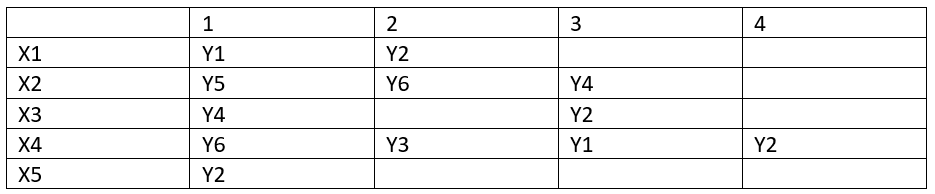 1 2 3 4
X1 Y1 Y2
X2 Y5 Y6 Y4
X3 Y4 Y2
X4 Y6 Y3 Y1 Y2
X5 Y2